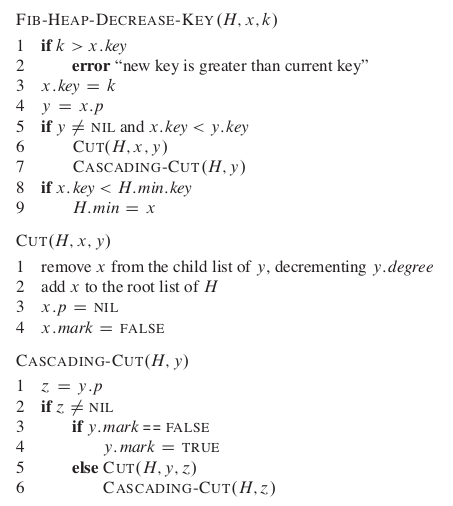 FIB-HEAP-DECREASE-KEY(H, x, k)
1 if k > x.key
2 error “new key is greater than current key”
3 x.key = k
4 y = x.p
5 if y ≠ NIL and x.key < y.key
6 CUT(H, x, y)
7 CASCADING-CUT(H, y)
8 if x.key < H.min.key
9 H.min = x
CUT(H, x, y)
1 remove x from the child list of y, decrementing y.degree
2 add x to the root list of H
3 x.p = NIL
4 x.mark = FALSE
CASCADING-CUT(H, y)
1 z = y.p
2 if z ≠ NIL
3 if y.mark == FALSE
4 y.mark = TRUE
5 else CUT(H, y, z)
6 CASCADING-CUT(H, z)